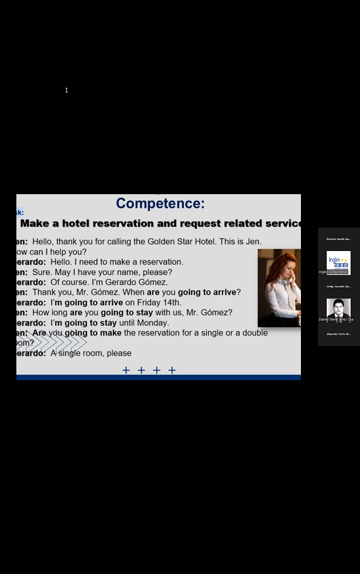 Competence:
sk:
Make a hotel reservation and request related service
en: Hello, thank you for calling the Golden Star Hotel. This is Jen.
ow can I help you?
erardo: Hello. I need to make a reservation.
en: Sure. May I have your name, please?
erardo: Of course. I'm Gerardo Gómez.
en: Thank you, Mr. Gómez. When are you going to arrive?
erardo: I'm going to arrive on Friday 14th.
en: How long are you going to stay with us, Mr. Gómez?
erardo: I'm going to stay until Monday.
en: Are you going to make the reservation for a single or a double
oom?
erardo: A single room, please
+ + + +
Inglés